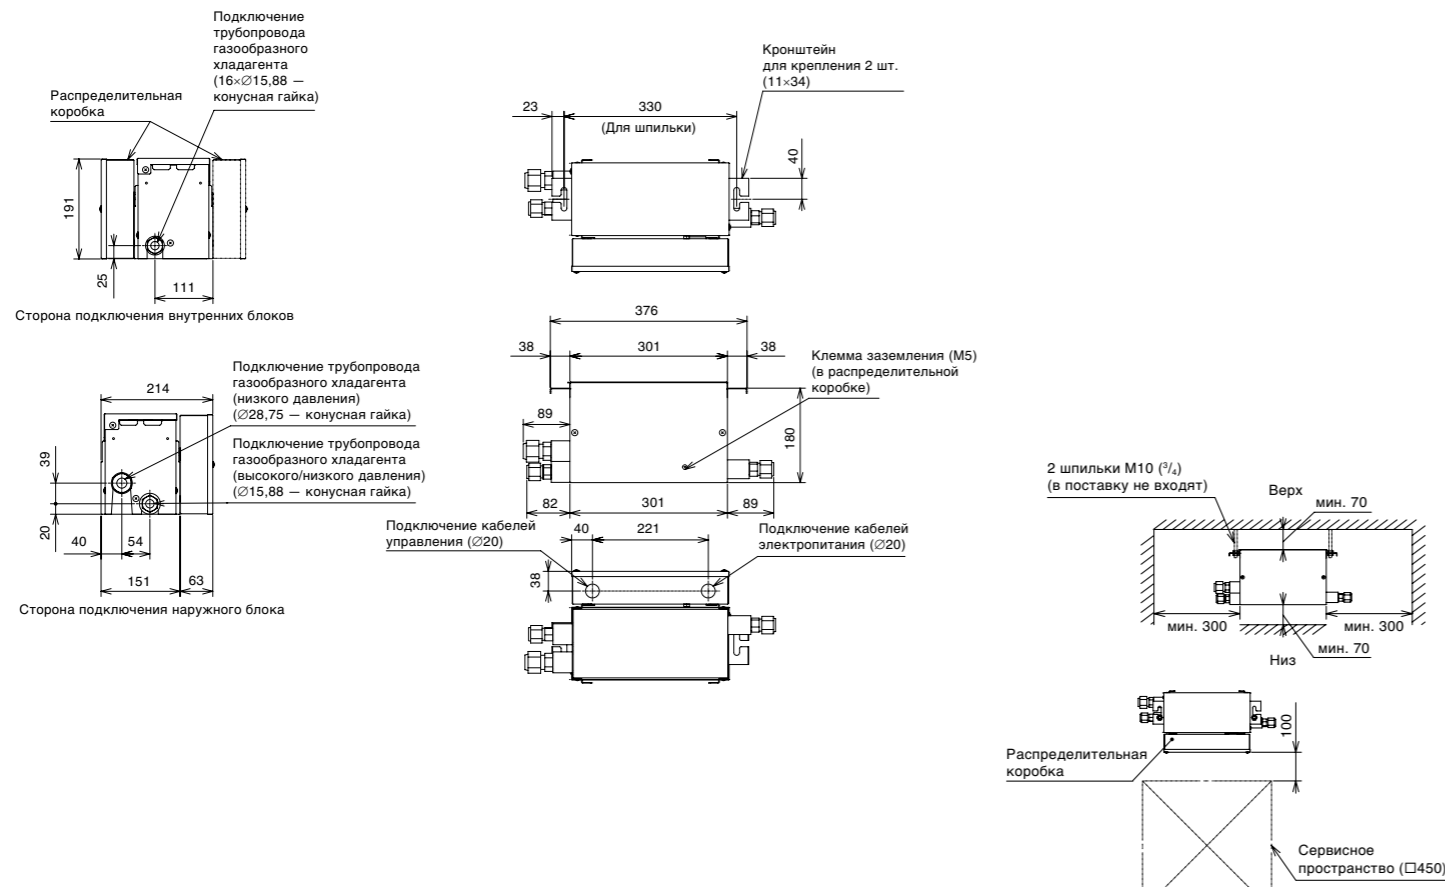 Подключение
трубопровода
газообразного
хладагента
(16×∅15,88 —
конусная гайка)
Распределительная
коробка
191
25
111
Сторона подключения внутренних блоков
Кронштейн
для крепления 2 шт.
(11×34)
23
330
(Для шпильки)
40
376
38
301
38
Клемма заземления (М5)
(в распределительной
коробке)
89
180
82
301
89
214
Подключение трубопровода
газообразного хладагента
(низкого давления)
(∅28,75 — конусная гайка)
Подключение трубопровода
газообразного хладагента
(высокого/низкого давления)
(∅15,88 — конусная гайка)
39
20
40
54
151
63
Сторона подключения наружного блока
Подключение кабелей
управления (∅20)
40
221
Подключение кабелей
электропитания (∅20)
38
2 шпильки М10 (³/₄)
(в поставку не входят)
Верх
мин. 70
мин. 300
мин. 300
мин. 70
Низ
100
Распределительная
коробка
Сервисное
пространство (□450)